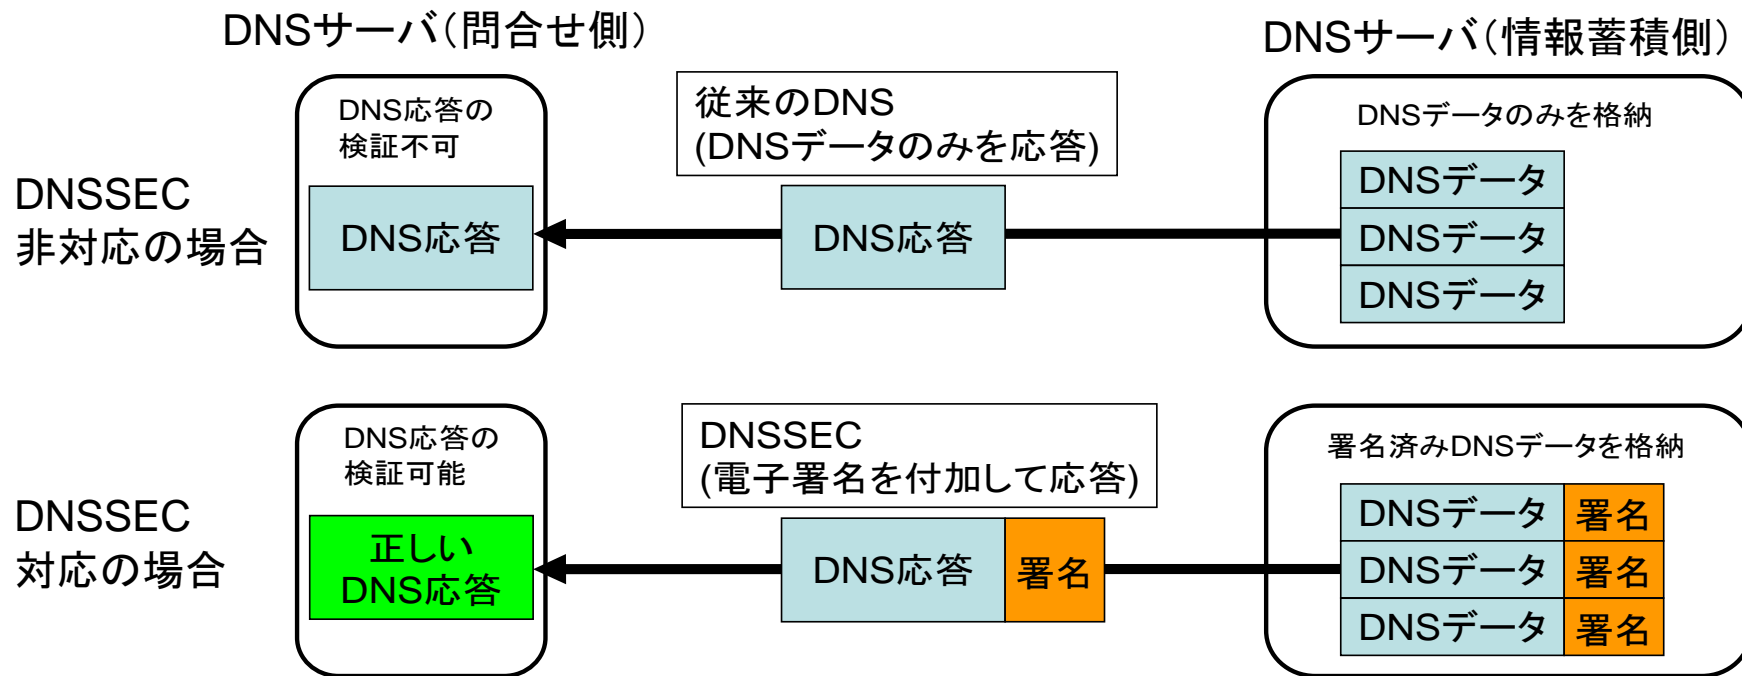 DNSサーバ(問合せ側)
DNSサーバ(情報蓄積側)
DNSSEC
非対応の場合
DNS応答の
検証不可
DNS応答
従来のDNS
(DNSデータのみを応答)
DNS応答
DNSデータのみを格納
DNSデータ
DNSデータ
DNSデータ
DNSSEC
対応の場合
DNS応答の
検証可能
正しい
DNS応答
DNSSEC
(電子署名を付加して応答)
DNS応答 署名
署名済みDNSデータを格納
DNSデータ 署名
DNSデータ 署名
DNSデータ 署名